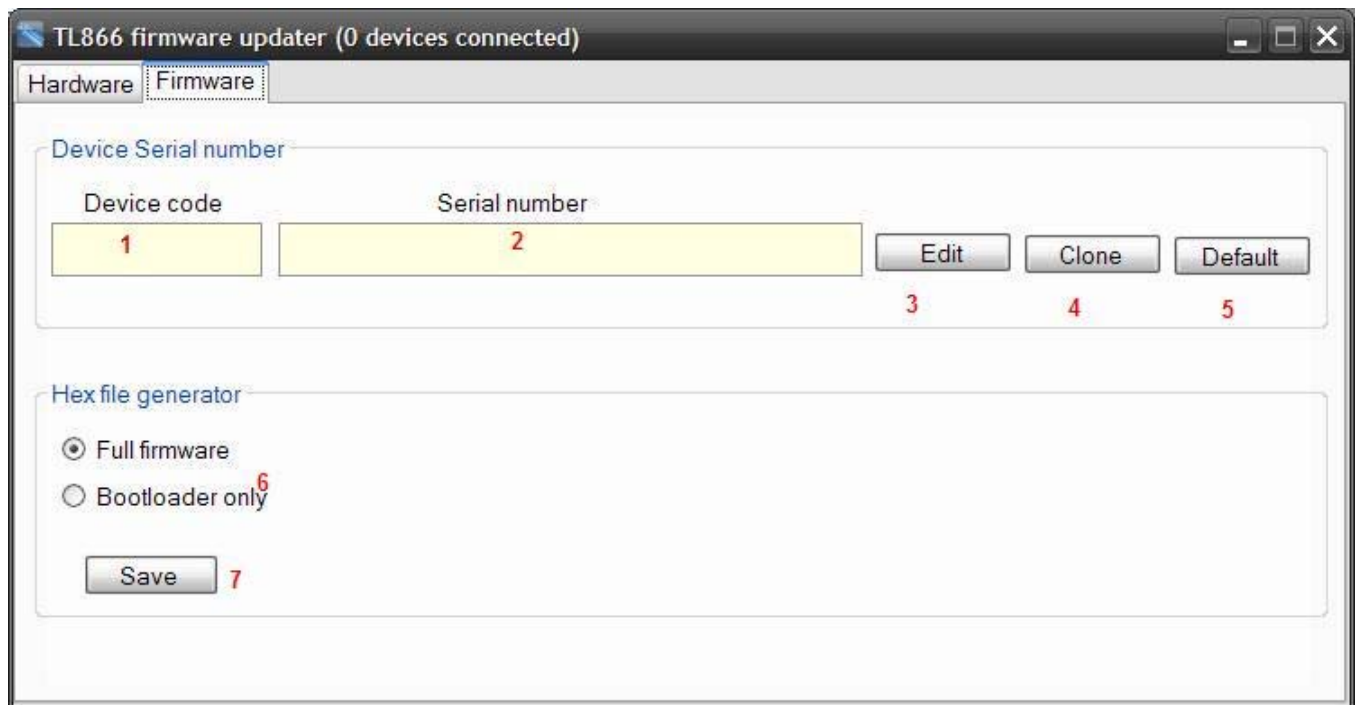 TL866 firmware updater (0 devices connected)
Hardware Firmware
Device Serial number
Device code Serial number
1 2 Edit Clone Default
3 4 5
Hex file generator
Full firmware
6
Bootloader only
Save 7